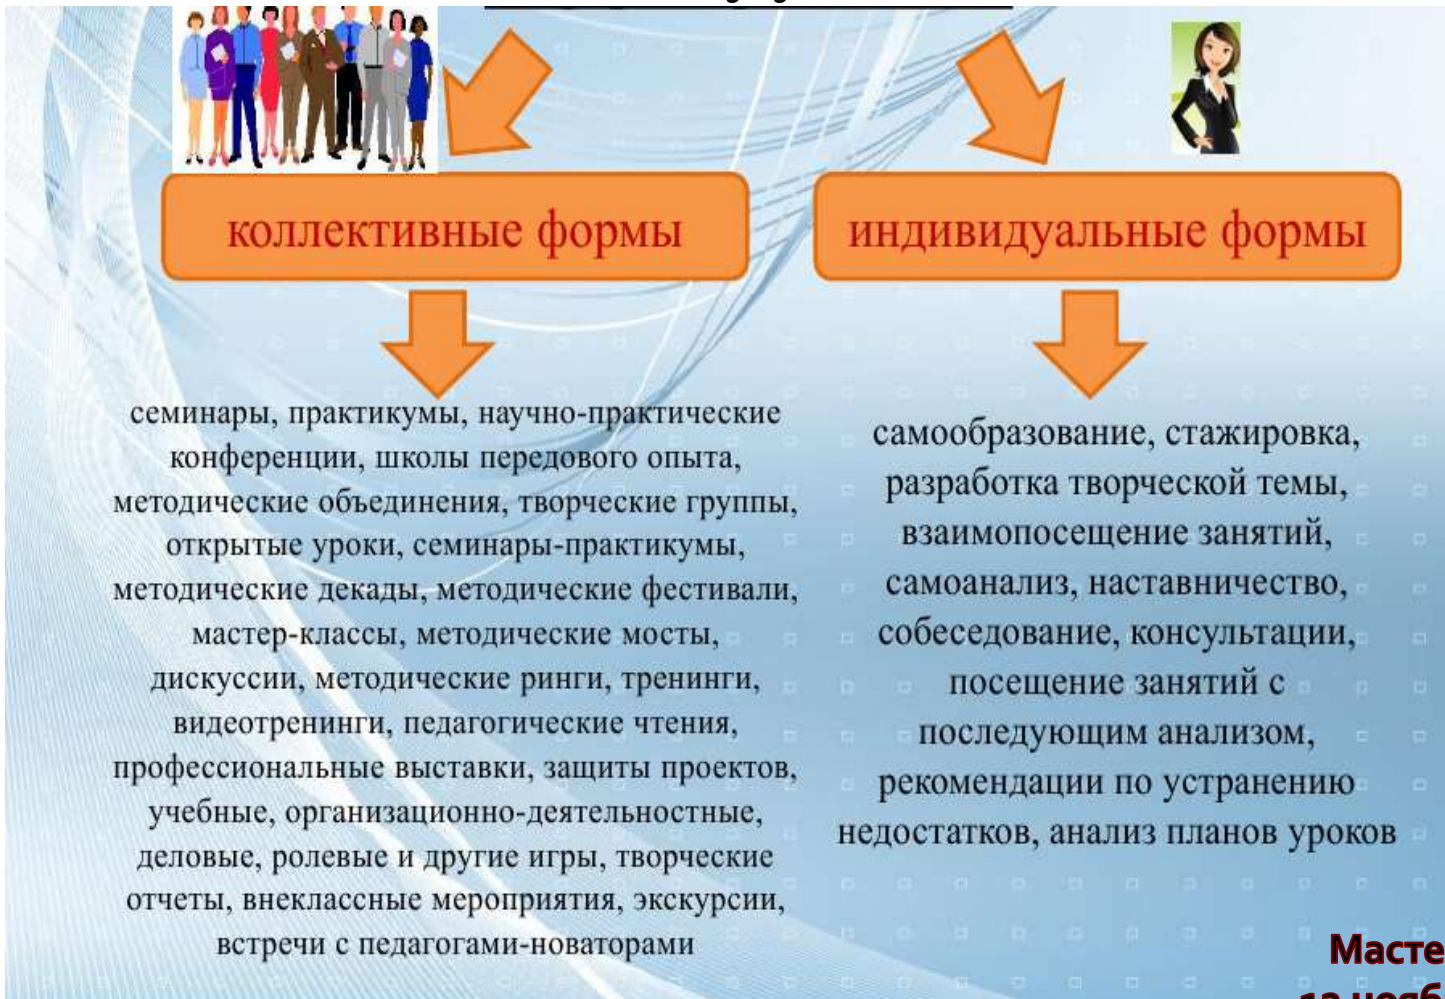 коллективные формы
индивидуальные формы
семинары, практикумы, научно-практические
конференции, школы передового опыта,
методические объединения, творческие группы,
открытые уроки, семинары-практикумы,
методические декады, методические фестивали,
мастер-классы, методические мосты,
дискуссии, методические ринги, тренинги,
видеотренинги, педагогические чтения,
профессиональные выставки, защиты проектов,
учебные, организационно-деятельностные,
деловые, ролевые и другие игры, творческие
отчеты, внеклассные мероприятия, экскурсии,
встречи с педагогами-новаторами
самообразование, стажировка,
разработка творческой темы,
взаимопосещение занятий,
самоанализ, наставничество,
собеседование, консультации,
посещение занятий с
последующим анализом,
рекомендации по устранению
недостатков, анализ планов уроков
Масте